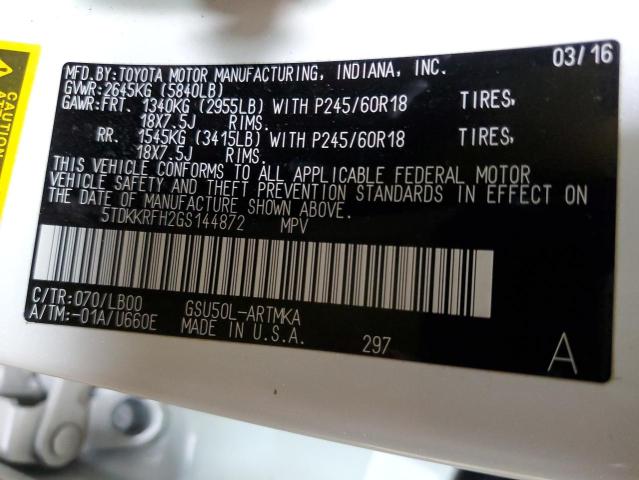 03/16
MFD.BY:TOYOTA MOTOR MANUFACTURING, INDIANA, INC.
GVWR:2645KG (5840LB)
GAWR:FRT. 1340KG (2955LB) WITH P245/60R18 TIRES,
18X7.5J RIMS.
RR. 1545KG (3415LB) WITH P245/60R18 TIRES,
18X7.5J RIMS.
THIS VEHICLE CONFORMS TO ALL APPLICABLE FEDERAL MOTOR
VEHICLE SAFETY AND THEFT PREVENTION STANDARDS IN EFFECT ON
THE DATE OF MANUFACTURE SHOWN ABOVE.
5TDKKRFH2GS144872 MPV
C/TR:070/LB00 GSU50L-ARTMKA
A/TM:-01A/U660E MADE IN U.S.A.
297
A
CAUTION